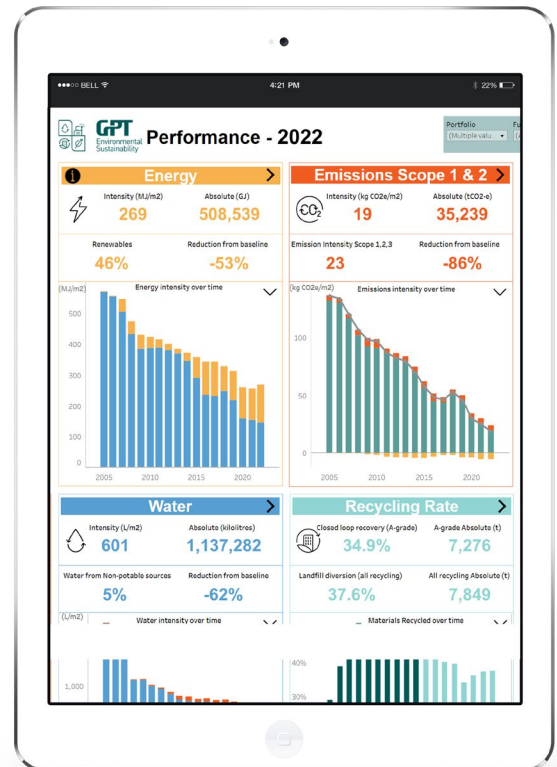 BELL 4:21 PM 22%
GPT
Environmental
Sustainability
Performance - 2022
Portfolio
(Multiple valu..
Energy
Intensity (MJ/m2) Absolute (GJ)
269 508,539
Renewables Reduction from baseline
46% -53%
(MJ/m2) Energy intensity over time
500
400
300
200
100
0
2005 2010 2015 2020
Emissions Scope 1 & 2
Intensity (kg CO2e/m2) Absolute (tCO2-e)
CO2
19 35,239
Emission Intensity Scope 1,2,3 Reduction from baseline
23 -86%
(kg CO2e/m2) Emissions intensity over time
100
50
0
2005 2010 2015 2020
Water
Intensity (L/m2) Absolute (kilolitres)
601 1,137,282
Water from Non-potable sources Reduction from baseline
5% -62%
(L/m2) Water intensity over time
1,000
Recycling Rate
Closed loop recovery (A-grade) A-grade Absolute (t)
34.9% 7,276
Landfill diversion (all recycling) All recycling Absolute (t)
37.6% 7,849
Materials Recycled over time
40%
30%